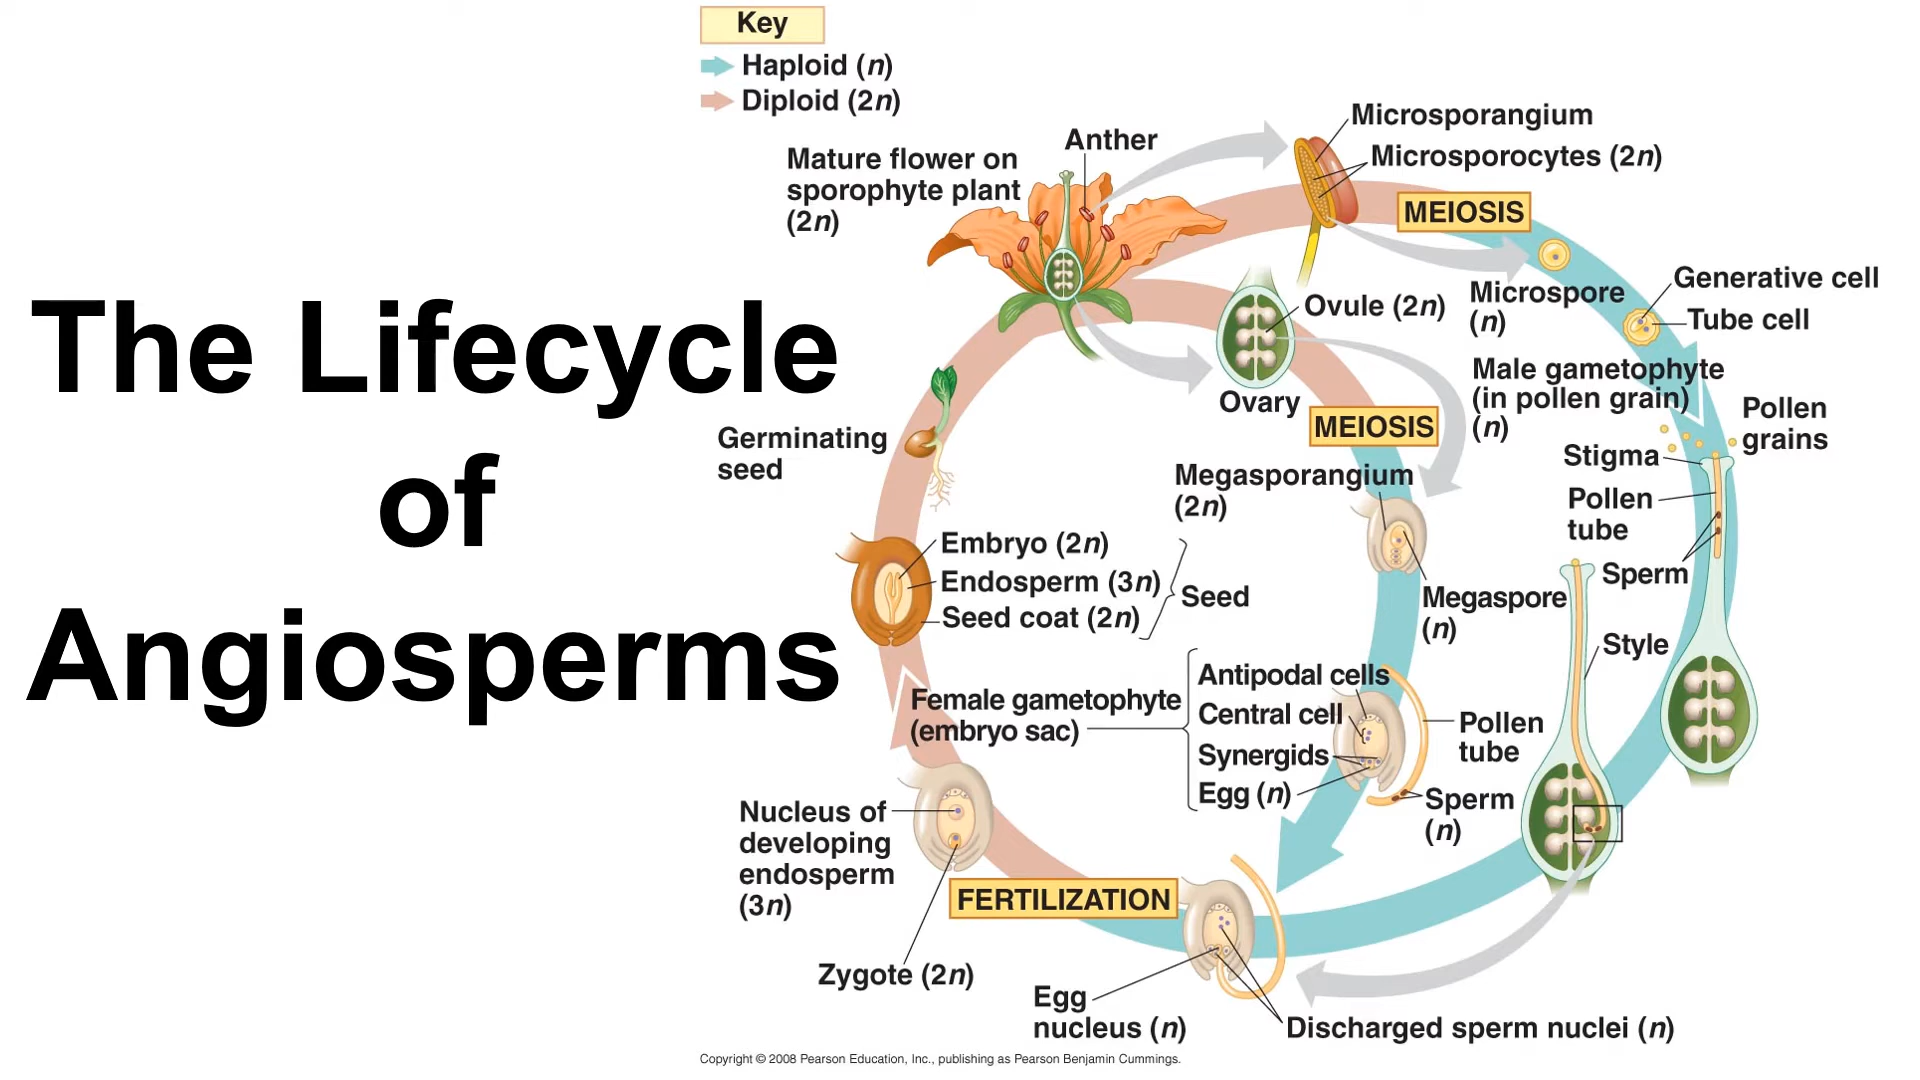 Key
Haploid (n)
Diploid (2n)
The Lifecycle
of
Angiosperms
Mature flower on
sporophyte plant
(2n)
Anther
Microsporangium
Microsporocytes (2n)
MEIOSIS
Microspore
(n)
Generative cell
Tube cell
Male gametophyte
(in pollen grain)
(n)
Pollen
grains
Stigma
Pollen
tube
Sperm
Style
Ovule (2n)
Ovary
MEIOSIS
Megasporangium
(2n)
Megaspore
(n)
Germinating
seed
Embryo (2n)
Endosperm (3n)
Seed coat (2n)
Seed
Female gametophyte
(embryo sac)
Antipodal cells
Central cell
Synergids
Egg (n)
Pollen
tube
Sperm
(n)
Nucleus of
developing
endosperm
(3n)
FERTILIZATION
Zygote (2n)
Egg
nucleus (n)
Discharged sperm nuclei (n)
Copyright © 2008 Pearson Education, Inc., publishing as Pearson Benjamin Cummings.